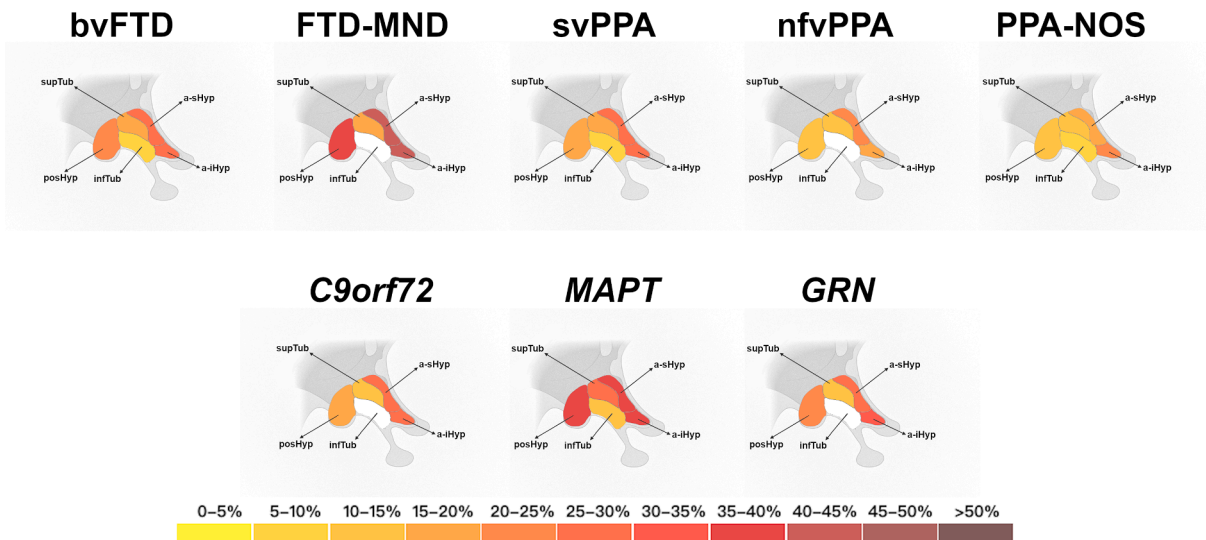 bvFTD FTD-MND svPPA nfvPPA PPA-NOS
supTub supTub supTub supTub supTub
a-sHyp a-sHyp a-sHyp a-sHyp a-sHyp
a-iHyp a-iHyp a-iHyp a-iHyp a-iHyp
posHyp infTub posHyp infTub posHyp infTub posHyp infTub posHyp infTub
C9orf72 MAPT GRN
supTub supTub supTub
a-sHyp a-sHyp a-sHyp
a-iHyp a-iHyp a-iHyp
posHyp infTub posHyp infTub posHyp infTub
0–5% 5–10% 10–15% 15–20% 20–25% 25–30% 30–35% 35–40% 40–45% 45–50% >50%